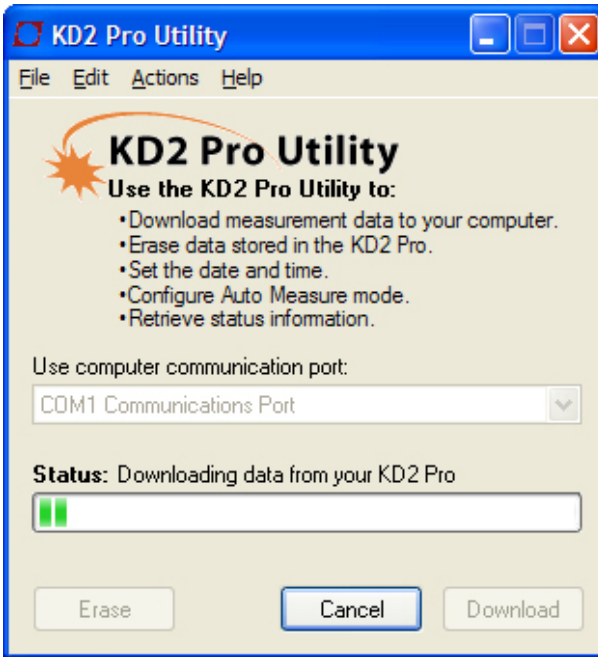 KD2 Pro Utility
File Edit Actions Help
KD2 Pro Utility
Use the KD2 Pro Utility to:
•Download measurement data to your computer.
•Erase data stored in the KD2 Pro.
•Set the date and time.
•Configure Auto Measure mode.
•Retrieve status information.
Use computer communication port:
COM1 Communications Port
Status: Downloading data from your KD2 Pro
Erase Cancel Download